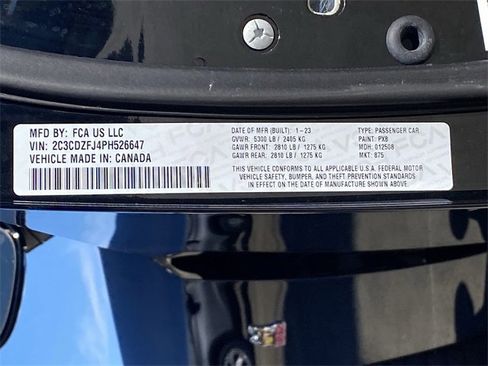 MFD BY: FCA US LLC
VIN: 2C3CDZFJ4PH526647
VEHICLE MADE IN: CANADA
DATE OF MFR (BUILT): 1-23
GVWR: 5300 LB / 2405 KG
GAWR FRONT: 2810 LB / 1275 KG
GAWR REAR: 2810 LB / 1275 KG
TYPE: PASSENGER CAR
PAINT: PX8
MDH: 012508
MKT: 875
THIS VEHICLE CONFORMS TO ALL APPLICABLE U.S.A. FEDERAL MOTOR
VEHICLE SAFETY, BUMPER, AND THEFT PREVENTION STANDARDS
IN EFFECT ON THE DATE OF MANUFACTURE SHOWN ABOVE.